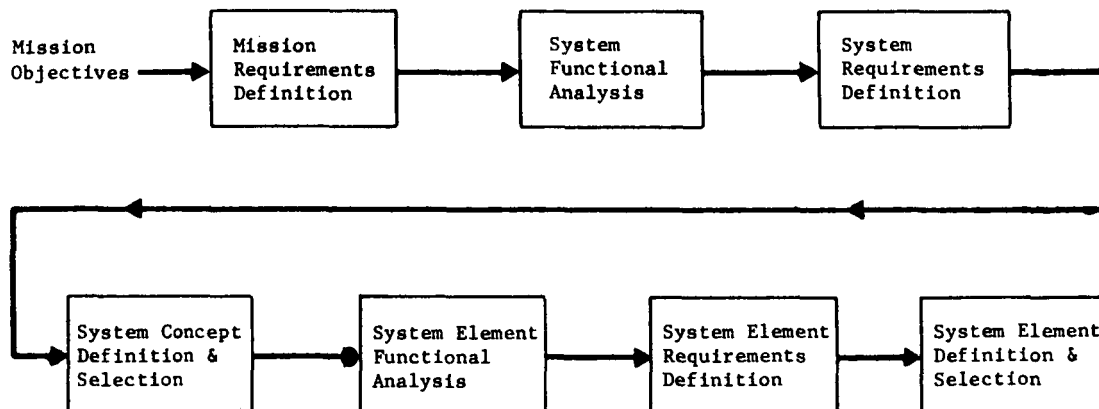 Mission
Objectives
Mission
Requirements
Definition
System
Functional
Analysis
System
Requirements
Definition
System Concept
Definition &
Selection
System Element
Functional
Analysis
System Element
Requirements
Definition
System Element
Definition &
Selection